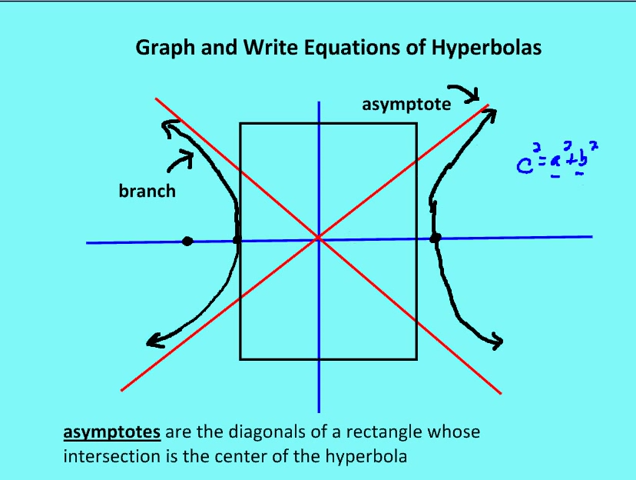 Graph and Write Equations of Hyperbolas
asymptote
c²=a²+b²
branch
asymptotes are the diagonals of a rectangle whose
intersection is the center of the hyperbola